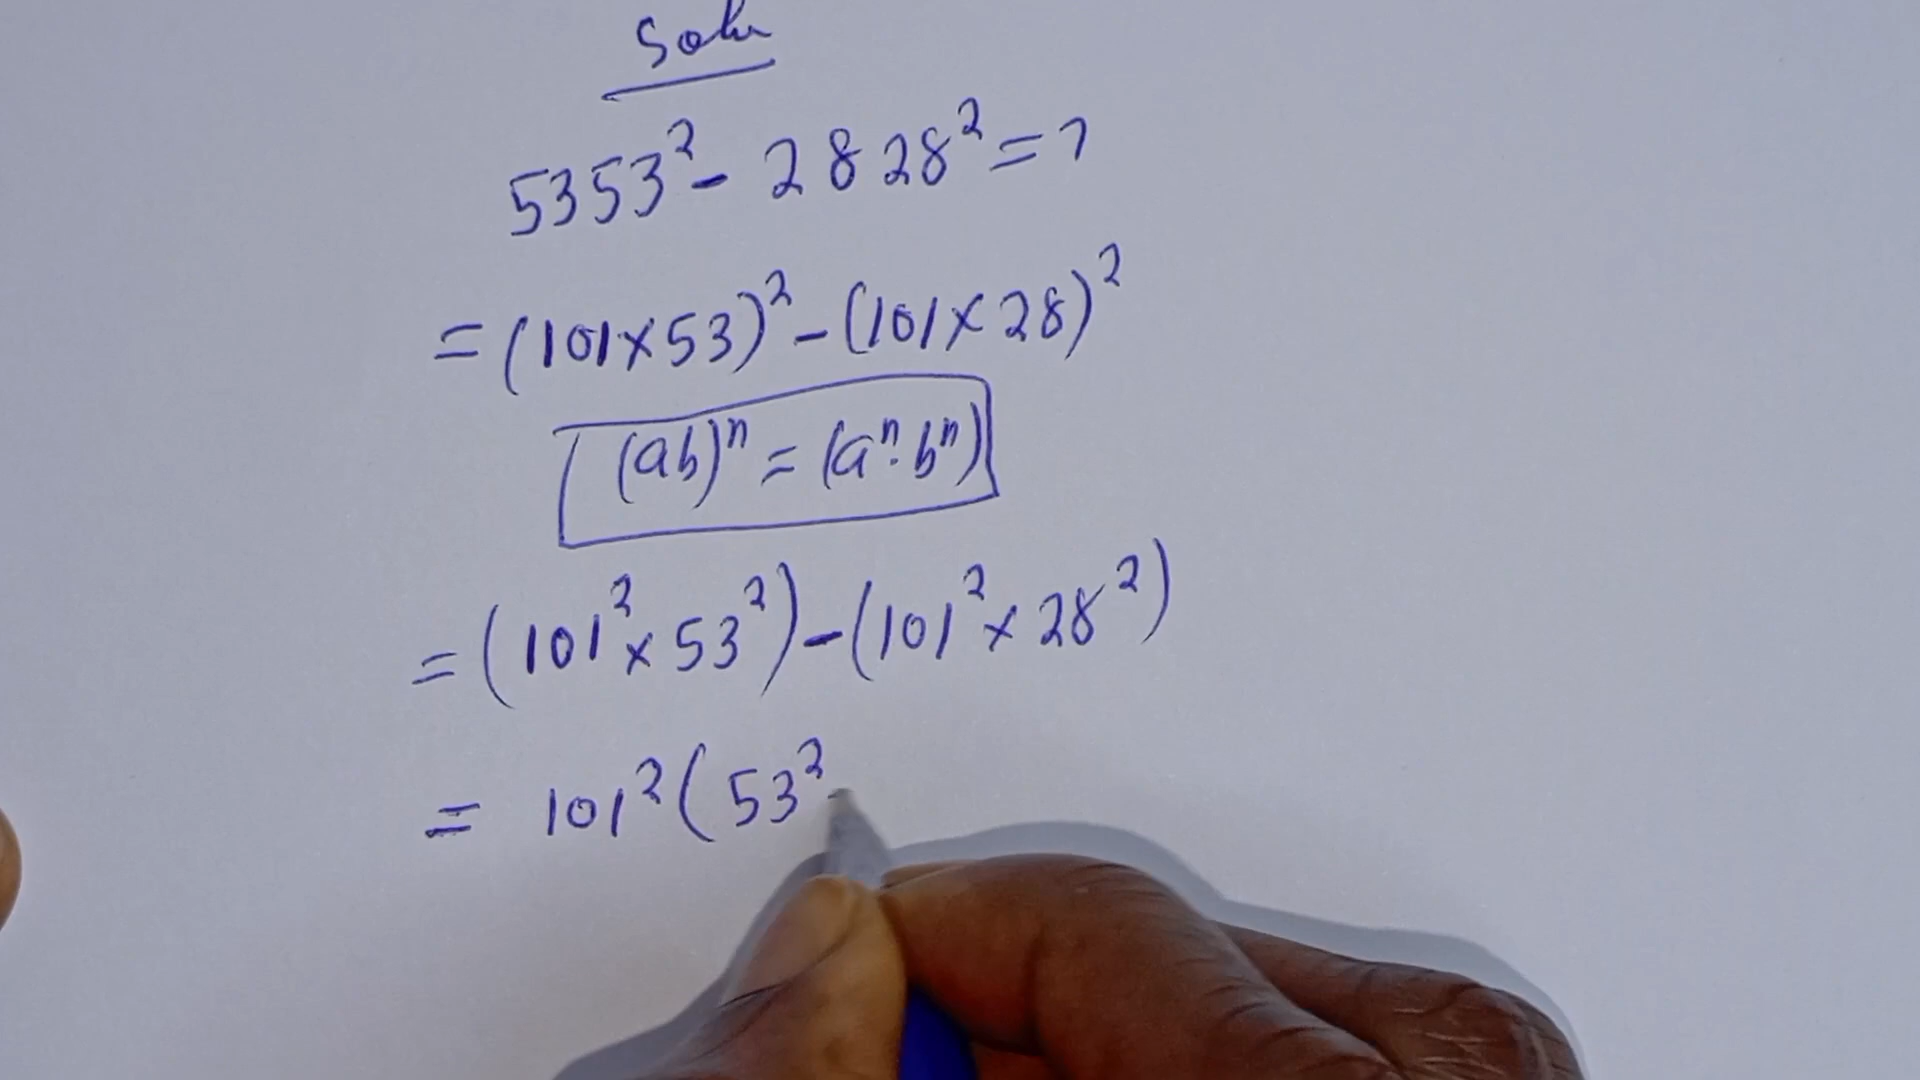 Soln
5353² - 2828² = ?
= (101×53)² - (101×28)²
(ab)ⁿ = (aⁿ·bⁿ)
= (101²×53²) - (101²×28²)
= 101²(53² -